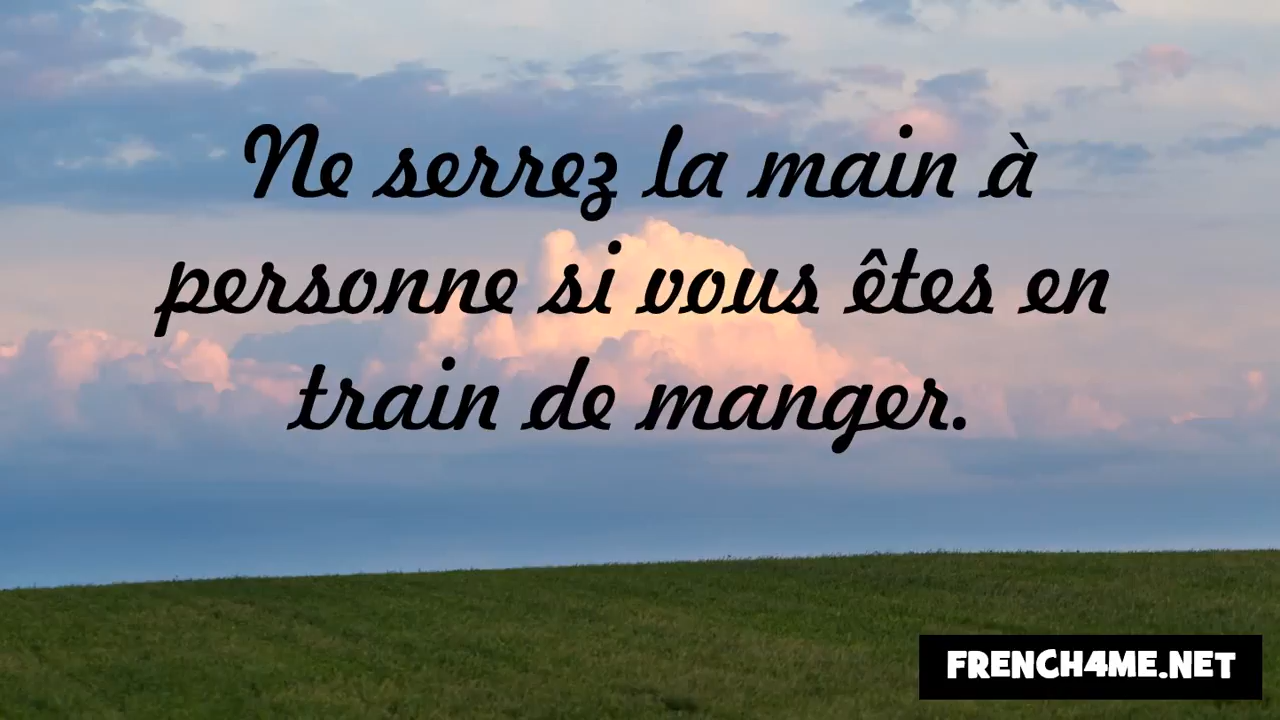 Ne serrez la main à
personne si vous êtes en
train de manger.
FRENCH4ME.NET